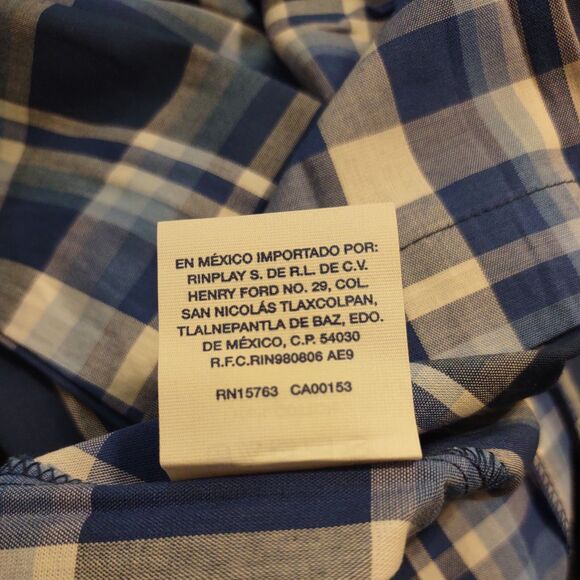 EN MÉXICO IMPORTADO POR:
RINPLAY S. DE R.L. DE C.V.
HENRY FORD NO. 29, COL.
SAN NICOLÁS TLAXCOLPAN,
TLALNEPANTLA DE BAZ, EDO.
DE MÉXICO, C.P. 54030
R.F.C.RIN980806 AE9
RN15763 CA00153